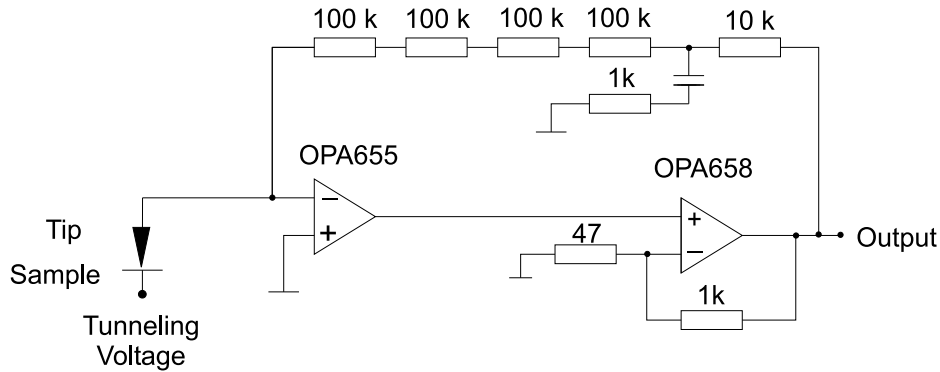 100 k 100 k 100 k 100 k 10 k
1k
OPA655
OPA658
Tip
Sample
Tunneling
Voltage
47
1k
Output
− + + −